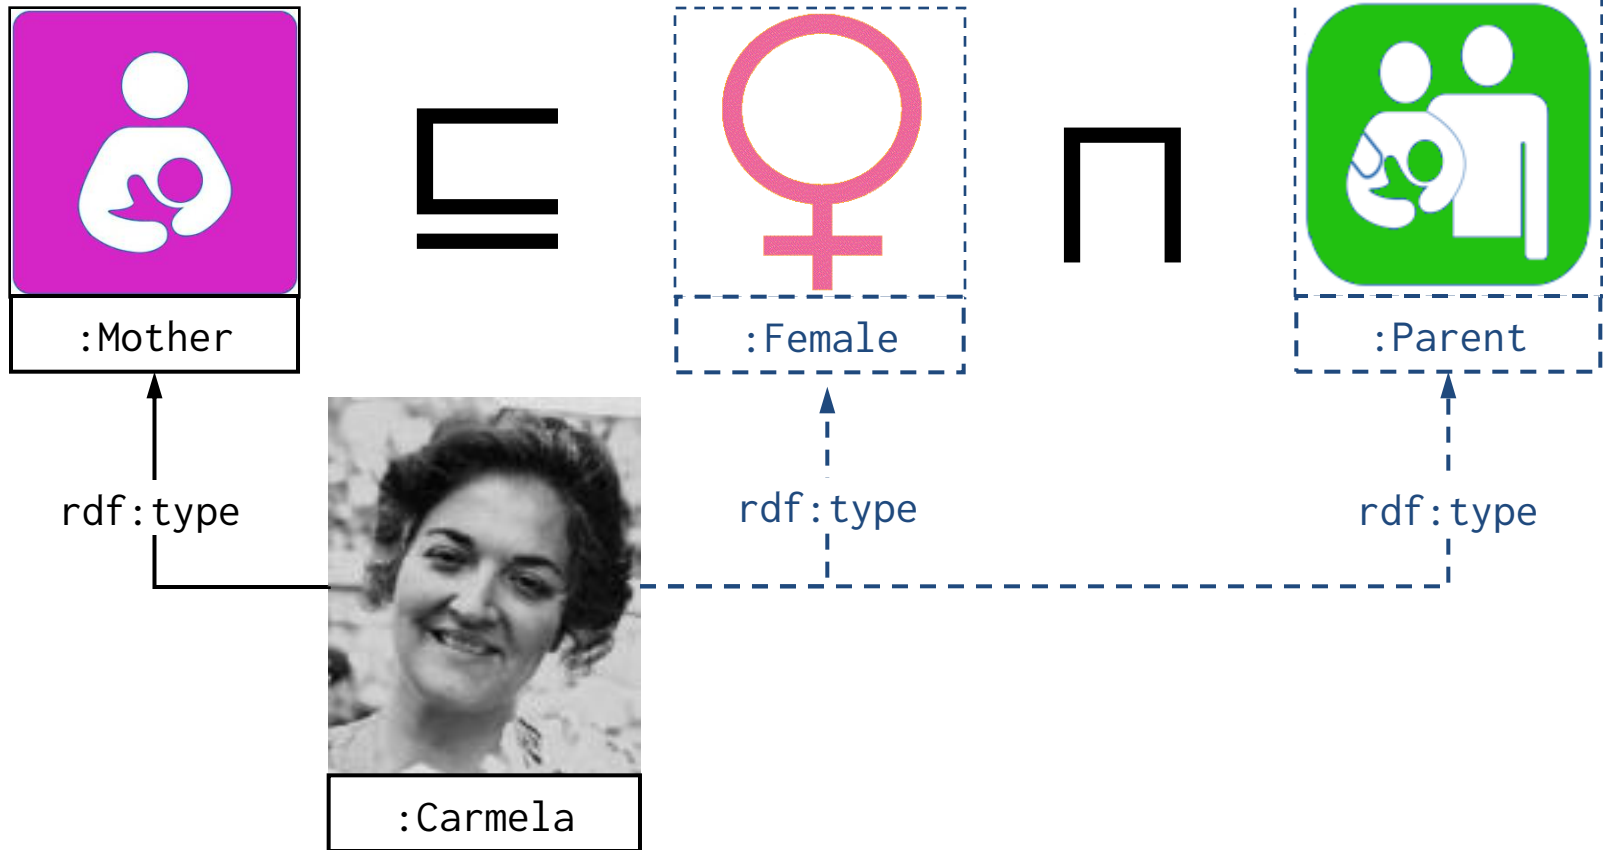 ⊑
⊓
:Mother
:Female
:Parent
rdf:type
rdf:type
rdf:type
:Carmela